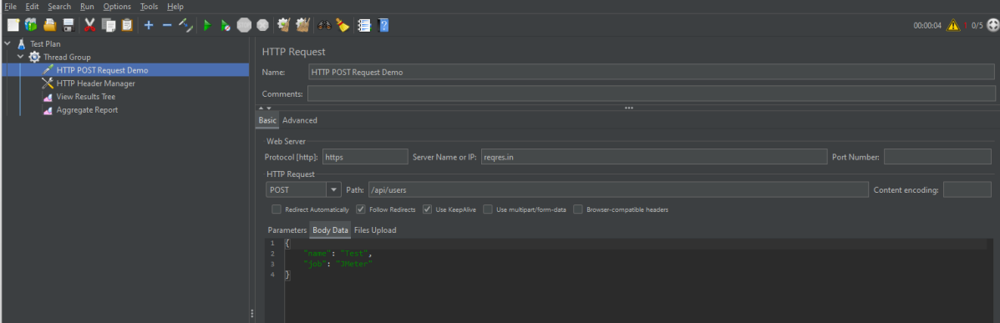 File Edit Search Run Options Tools Help
00:00:04 ! 0/5
Test Plan
Thread Group
HTTP POST Request Demo
HTTP Header Manager
View Results Tree
Aggregate Report
HTTP Request
Name: HTTP POST Request Demo
Comments:
Basic Advanced
Web Server
Protocol [http]: https Server Name or IP: reqres.in Port Number:
HTTP Request
POST Path: /api/users Content encoding:
Redirect Automatically Follow Redirects Use KeepAlive Use multipart/form-data Browser-compatible headers
Parameters Body Data Files Upload
1 {
2 "name": "Test",
3 "job": "JMeter"
4 }